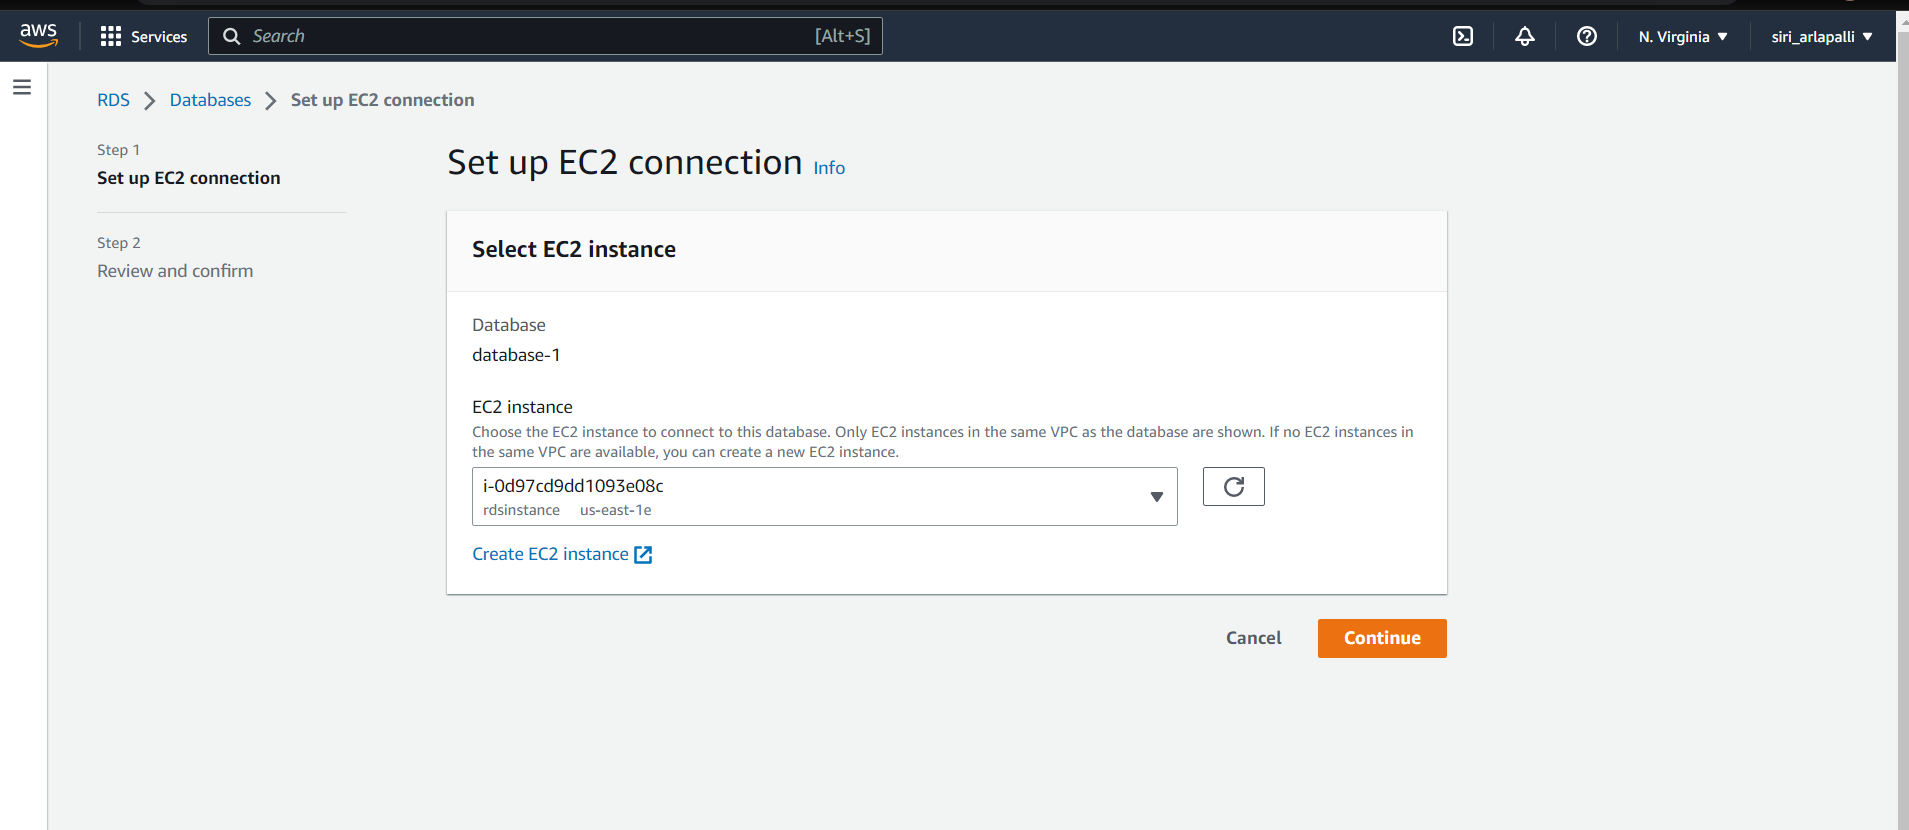 aws
Services
Search
[Alt+S]
N. Virginia
siri_arlapalli
RDS
Databases
Set up EC2 connection
Step 1
Set up EC2 connection
Step 2
Review and confirm
Set up EC2 connection Info
Select EC2 instance
Database
database-1
EC2 instance
Choose the EC2 instance to connect to this database. Only EC2 instances in the same VPC as the database are shown. If no EC2 instances in
the same VPC are available, you can create a new EC2 instance.
i-0d97cd9dd1093e08c
rdsinstance us-east-1e
Create EC2 instance
Cancel
Continue